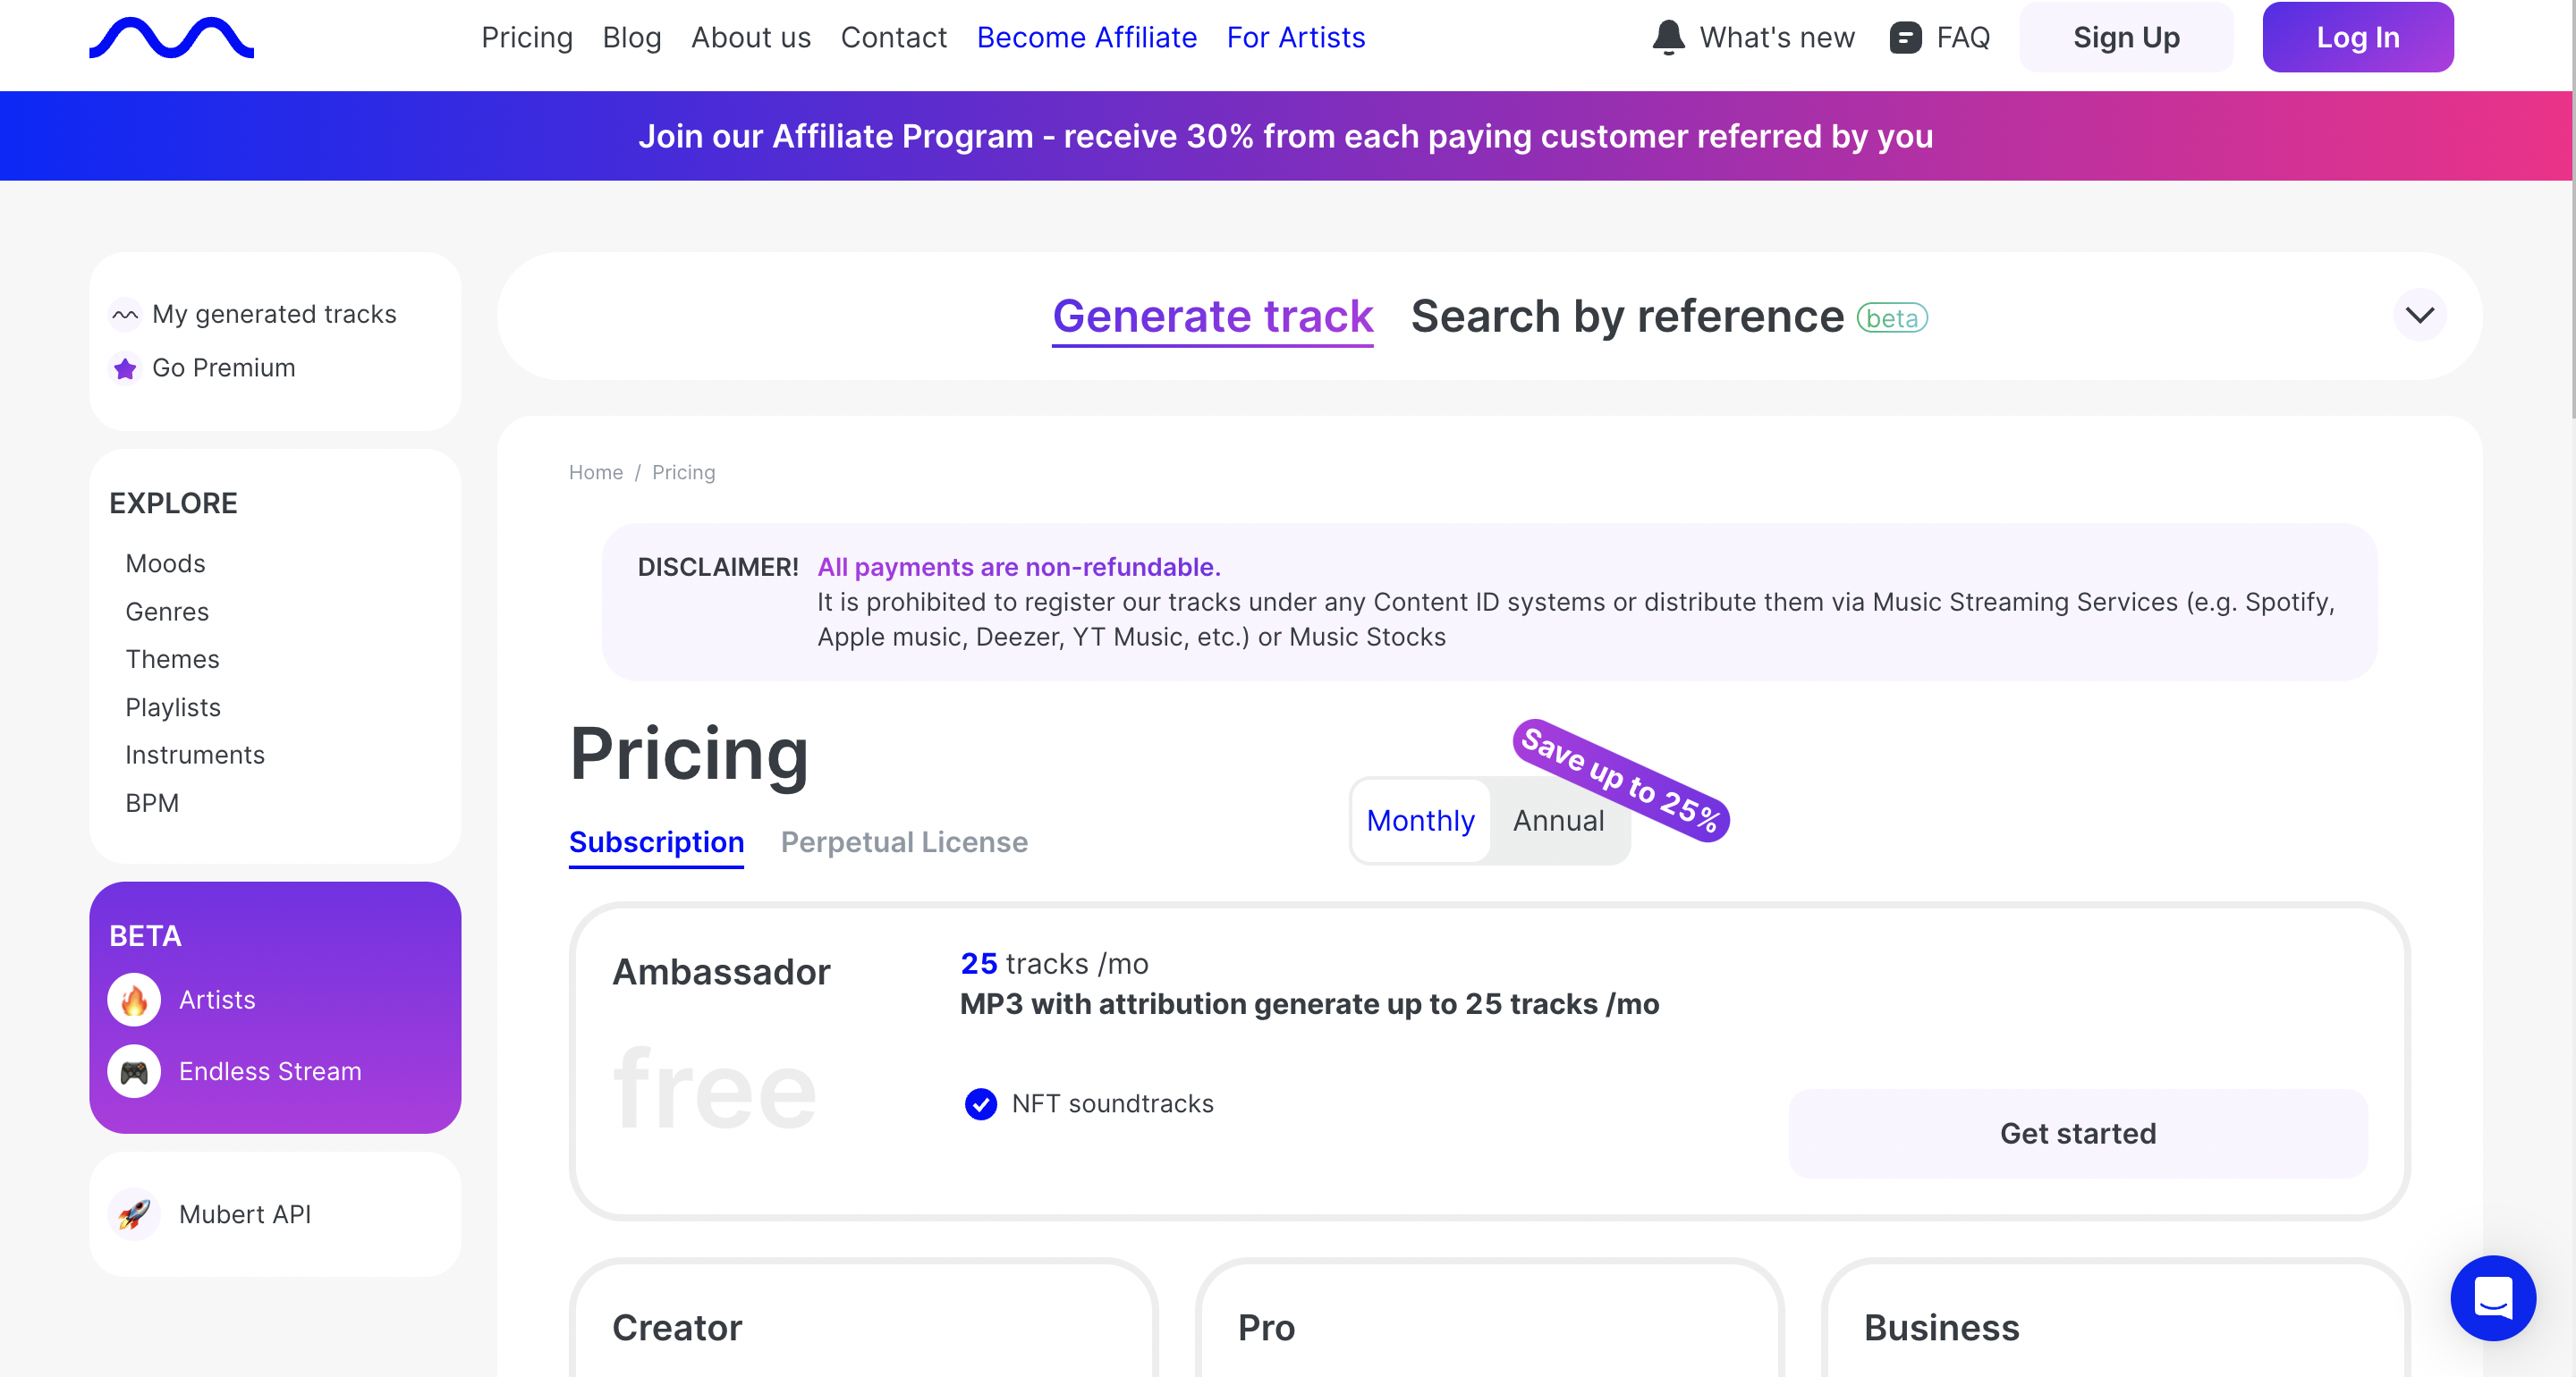 Pricing Blog About us Contact Become Affiliate For Artists What's new FAQ Sign Up Log In
Join our Affiliate Program - receive 30% from each paying customer referred by you
My generated tracks
Go Premium
EXPLORE
Moods
Genres
Themes
Playlists
Instruments
BPM
BETA
Artists
Endless Stream
Mubert API
Generate track Search by reference beta
Home / Pricing
DISCLAIMER! All payments are non-refundable.
It is prohibited to register our tracks under any Content ID systems or distribute them via Music Streaming Services (e.g. Spotify,
Apple music, Deezer, YT Music, etc.) or Music Stocks
Pricing
Save up to 25%
Monthly Annual
Subscription Perpetual License
Ambassador
free
25 tracks /mo
MP3 with attribution generate up to 25 tracks /mo
NFT soundtracks
Get started
Creator
Pro
Business